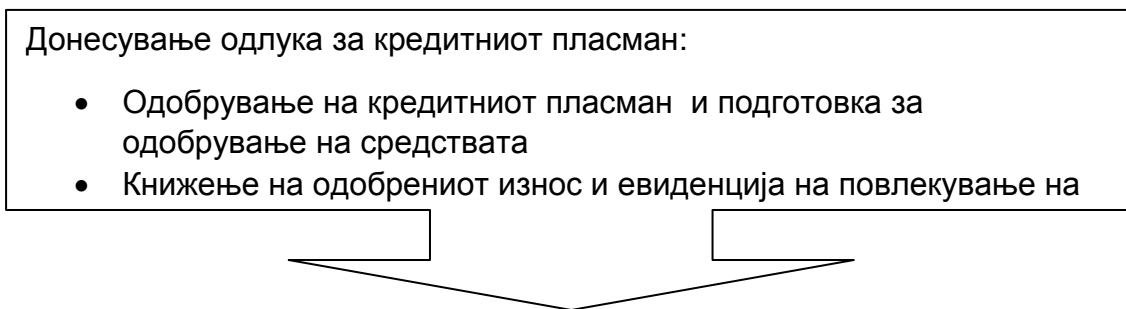 Донесување одлука за кредитниот пласман:
• Одобрување на кредитниот пласман и подготовка за
одобрување на средствата
• Книжење на одобрениот износ и евиденција на повлекување на